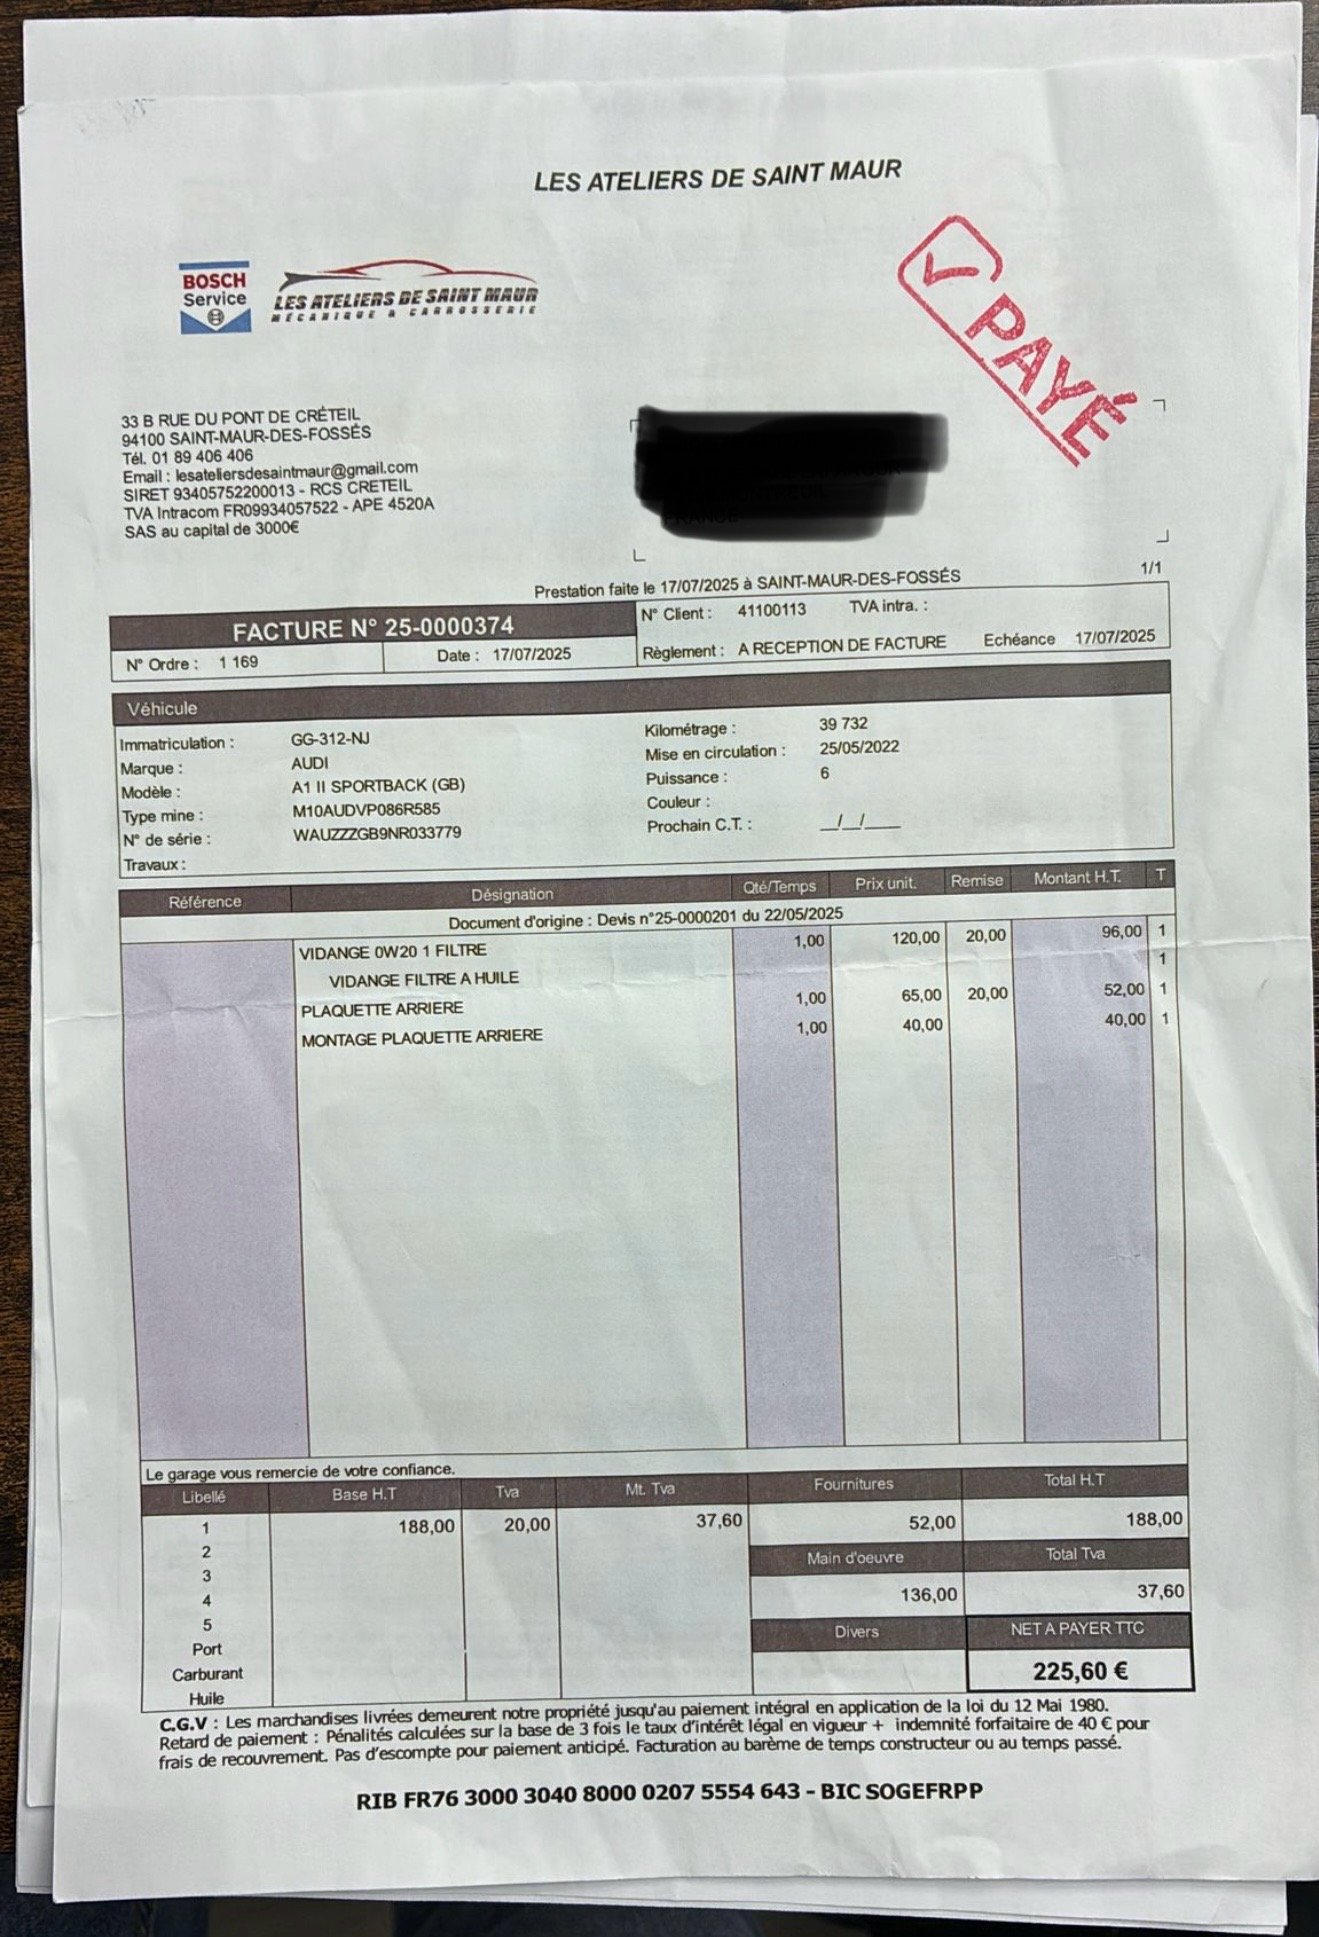 LES ATELIERS DE SAINT MAUR
PAYÉ
BOSCH
Service
LES ATELIERS DE SAINT MAUR
MECANIQUE & CARROSSERIE
33 B RUE DU PONT DE CRÉTEIL
94100 SAINT-MAUR-DES-FOSSÉS
Tél. 01 89 406 406
Email : lesateliersdesaintmaur@gmail.com
SIRET 93405752200013 - RCS CRETEIL
TVA Intracom FR09934057522 - APE 4520A
SAS au capital de 3000€
FRANCE
Prestation faite le 17/07/2025 à SAINT-MAUR-DES-FOSSÉS
1/1
FACTURE N° 25-0000374
N° Ordre : 1 169
Date : 17/07/2025
N° Client : 41100113 TVA intra. :
Règlement : A RECEPTION DE FACTURE Echéance 17/07/2025
Véhicule
Immatriculation : GG-312-NJ
Marque : AUDI
Modèle : A1 II SPORTBACK (GB)
Type mine : M10AUDVP086R585
N° de série : WAUZZZGB9NR033779
Travaux :
Kilométrage : 39 732
Mise en circulation : 25/05/2022
Puissance : 6
Couleur :
Prochain C.T. : __/__/____
Référence Désignation Qté/Temps Prix unit. Remise Montant H.T. T
Document d'origine : Devis n°25-0000201 du 22/05/2025
VIDANGE 0W20 1 FILTRE 1,00 120,00 20,00 96,00 1
VIDANGE FILTRE A HUILE 1
PLAQUETTE ARRIERE 1,00 65,00 20,00 52,00 1
MONTAGE PLAQUETTE ARRIERE 1,00 40,00 40,00 1
Le garage vous remercie de votre confiance.
Libellé Base H.T Tva Mt. Tva Fournitures Total H.T
1 188,00 20,00 37,60 52,00 188,00
2 Main d'oeuvre Total Tva
3
4 136,00 37,60
5 Divers NET A PAYER TTC
Port
Carburant 225,60 €
Huile
C.G.V : Les marchandises livrées demeurent notre propriété jusqu'au paiement intégral en application de la loi du 12 Mai 1980.
Retard de paiement : Pénalités calculées sur la base de 3 fois le taux d'intérêt légal en vigueur + indemnité forfaitaire de 40 € pour
frais de recouvrement. Pas d'escompte pour paiement anticipé. Facturation au barème de temps constructeur ou au temps passé.
RIB FR76 3000 3040 8000 0207 5554 643 - BIC SOGEFRPP